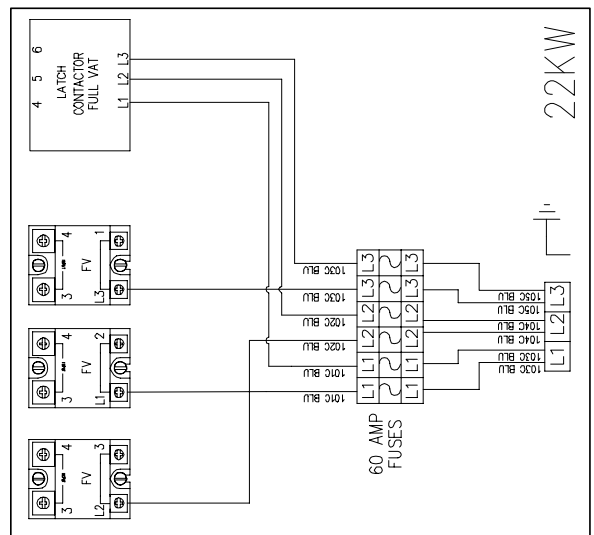 4 5 6
LATCH
CONTACTOR
FULL VAT
L1 L2 L3
22KW
3 4
FV
L3 1
3 4
FV
L1 2
3 4
FV
L2 3
103C BLU
103C BLU
102C BLU
102C BLU
101C BLU
101C BLU
L1 L1 L2 L2 L3 L3
L1 L1 L2 L2 L3 L3
60 AMP
FUSES
105C BLU
105C BLU
104C BLU
104C BLU
103C BLU
103C BLU
L1 L2 L3